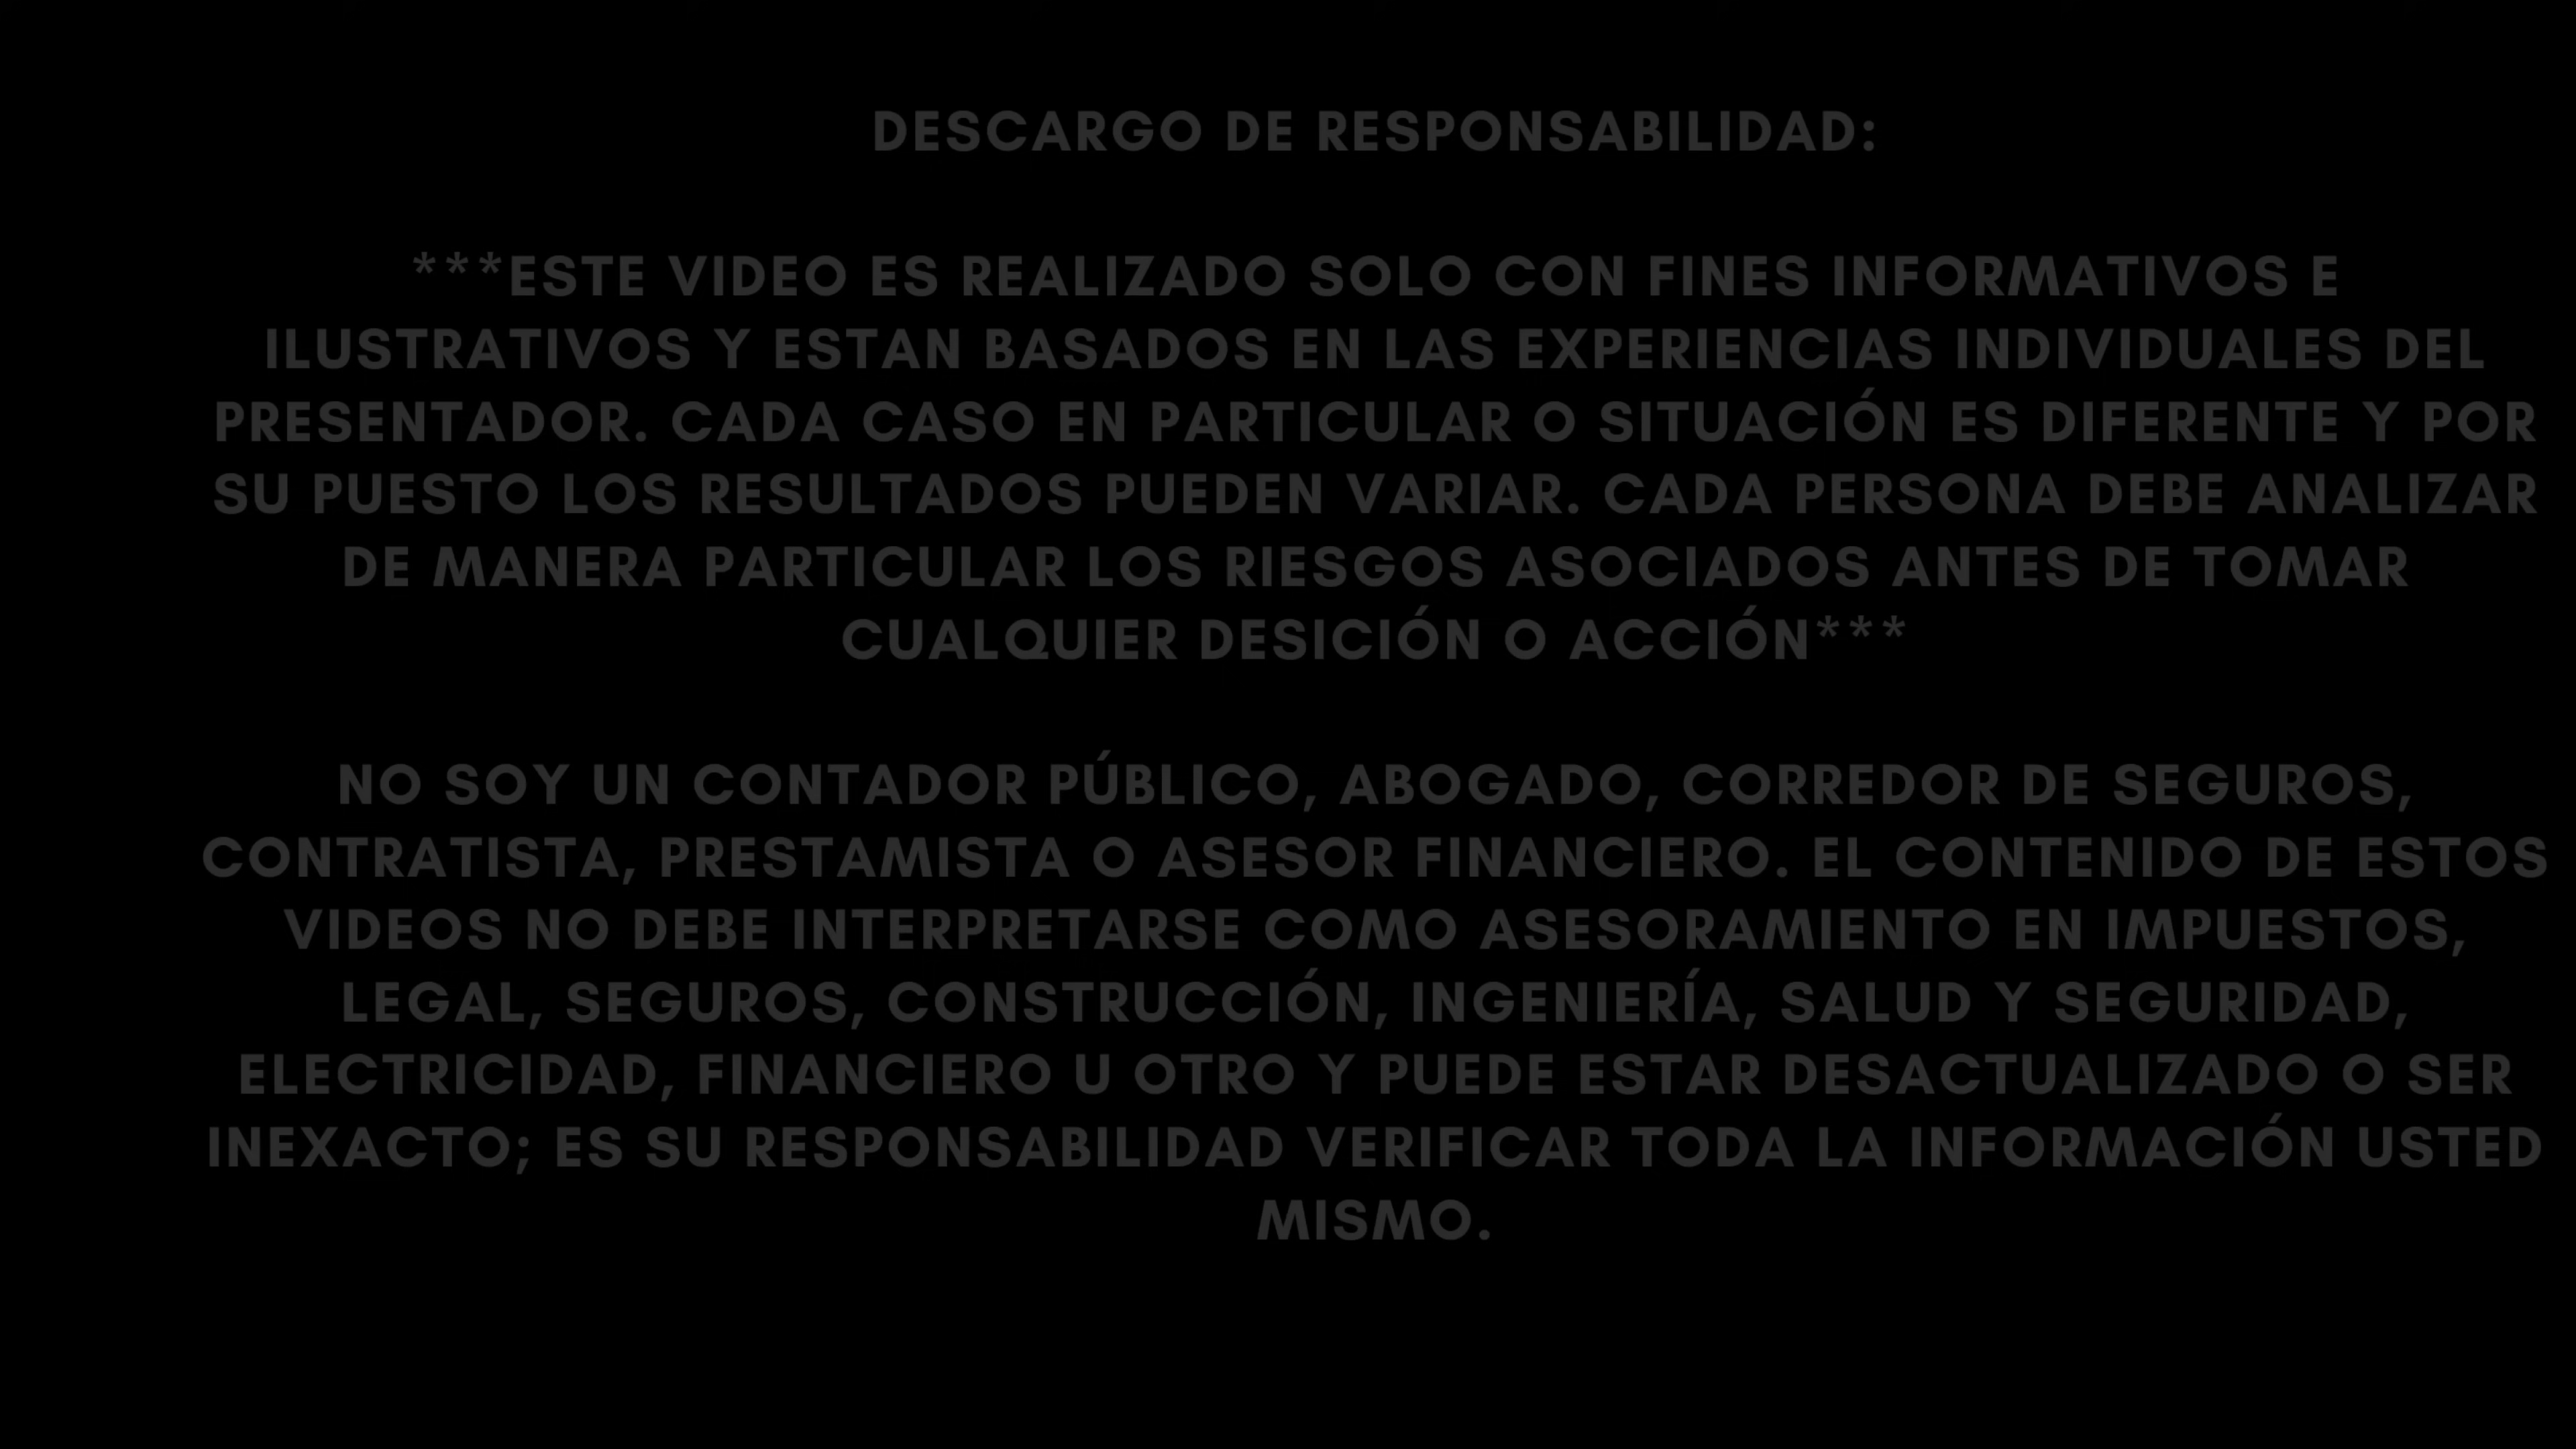 DESCARGO DE RESPONSABILIDAD:
***ESTE VIDEO ES REALIZADO SOLO CON FINES INFORMATIVOS E
ILUSTRATIVOS Y ESTAN BASADOS EN LAS EXPERIENCIAS INDIVIDUALES DEL
PRESENTADOR. CADA CASO EN PARTICULAR O SITUACIÓN ES DIFERENTE Y POR
SU PUESTO LOS RESULTADOS PUEDEN VARIAR. CADA PERSONA DEBE ANALIZAR
DE MANERA PARTICULAR LOS RIESGOS ASOCIADOS ANTES DE TOMAR
CUALQUIER DESICIÓN O ACCIÓN***
NO SOY UN CONTADOR PÚBLICO, ABOGADO, CORREDOR DE SEGUROS,
CONTRATISTA, PRESTAMISTA O ASESOR FINANCIERO. EL CONTENIDO DE ESTOS
VIDEOS NO DEBE INTERPRETARSE COMO ASESORAMIENTO EN IMPUESTOS,
LEGAL, SEGUROS, CONSTRUCCIÓN, INGENIERÍA, SALUD Y SEGURIDAD,
ELECTRICIDAD, FINANCIERO U OTRO Y PUEDE ESTAR DESACTUALIZADO O SER
INEXACTO; ES SU RESPONSABILIDAD VERIFICAR TODA LA INFORMACIÓN USTED
MISMO.